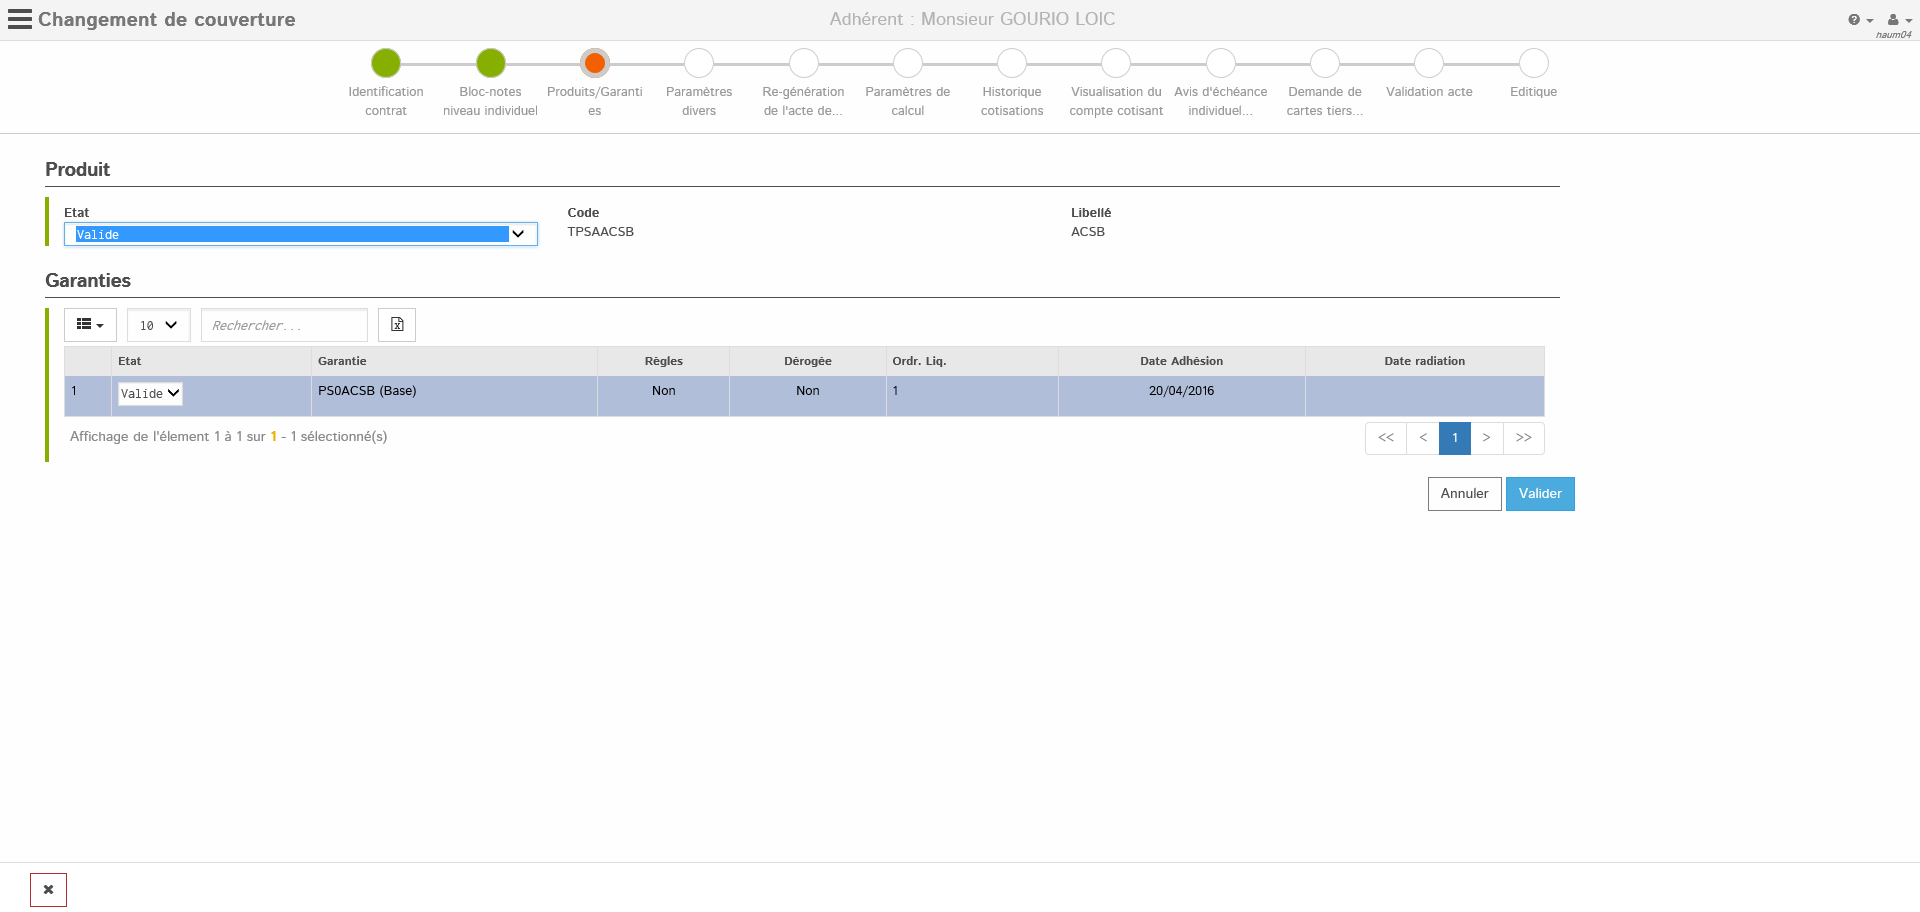 Changement de couverture
Adhérent : Monsieur GOURIO LOIC
haum04
Identification contrat
Bloc-notes niveau individuel
Produits/Garanti
es
Paramètres divers
Re-génération de l'acte de...
Paramètres de calcul
Historique cotisations
Visualisation du compte cotisant
Avis d'échéance individuel...
Demande de cartes tiers...
Validation acte
Editique
Produit
Etat Code Libellé
Valide TPSAACSB ACSB
Garanties
10 Rechercher...
Etat Garantie Règles Dérogée Ordr. Liq. Date Adhésion Date radiation
1 Valide PS0ACSB (Base) Non Non 1 20/04/2016
Affichage de l'élement 1 à 1 sur 1 - 1 sélectionné(s)
<< < 1 > >>
Annuler Valider